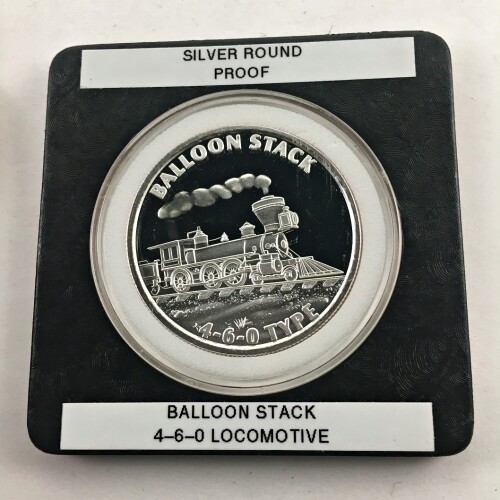 SILVER ROUND
PROOF
BALLOON STACK
4-6-0 TYPE
BALLOON STACK
4-6-0 LOCOMOTIVE